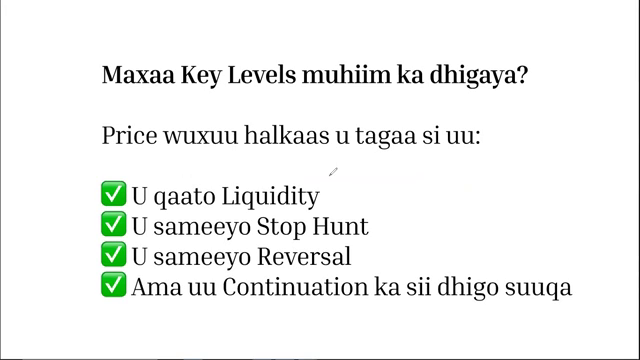 Maxaa Key Levels muhiim ka dhigaya?
Price wuxuu halkaas u tagaa si uu:
✅ U qaato Liquidity
✅ U sameeyo Stop Hunt
✅ U sameeyo Reversal
✅ Ama uu Continuation ka sii dhigo suuqa